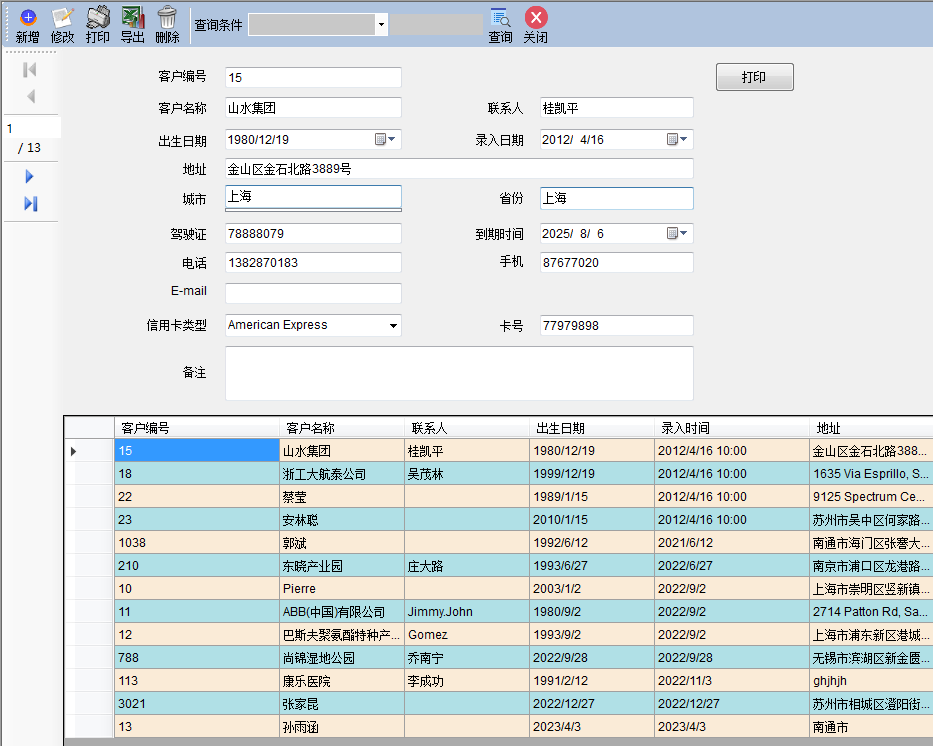 新增 修改 打印 导出 删除 查询条件 查询 关闭
客户编号 15 打印
客户名称 山水集团 联系人 桂凯平
出生日期 1980/12/19 录入日期 2012/ 4/16
1
/ 13
地址 金山区金石北路3889号
城市 上海 省份 上海
驾驶证 78888079 到期时间 2025/ 8/ 6
电话 1382870183 手机 87677020
E-mail
信用卡类型 American Express 卡号 77979898
备注
客户编号 客户名称 联系人 出生日期 录入时间 地址
15 山水集团 桂凯平 1980/12/19 2012/4/16 10:00 金山区金石北路388...
18 浙工大航泰公司 吴茂林 1999/12/19 2012/4/16 10:00 1635 Via Esprillo, S...
22 蔡莹 1989/1/15 2012/4/16 10:00 9125 Spectrum Ce...
23 安林聪 2010/1/15 2012/4/16 10:00 苏州市吴中区何家路...
1038 郭斌 1992/6/12 2021/6/12 南通市海门区张謇大...
210 东晓产业园 庄大路 1993/6/27 2022/6/27 南京市浦口区龙港路...
10 Pierre 2003/1/2 2022/9/2 上海市崇明区竖新镇...
11 ABB(中国)有限公司 Jimmy.John 1980/9/2 2022/9/2 2714 Patton Rd, Sa...
12 巴斯夫聚氨酯特种产... Gomez 1993/9/2 2022/9/2 上海市浦东新区港城...
788 尚锦湿地公园 乔南宁 2022/9/28 2022/9/28 无锡市滨湖区新金匮...
113 康乐医院 李成功 1991/2/12 2022/11/3 ghjhjh
3021 张家昆 2022/12/27 2022/12/27 苏州市相城区澄阳街...
13 孙雨涵 2023/4/3 2023/4/3 南通市